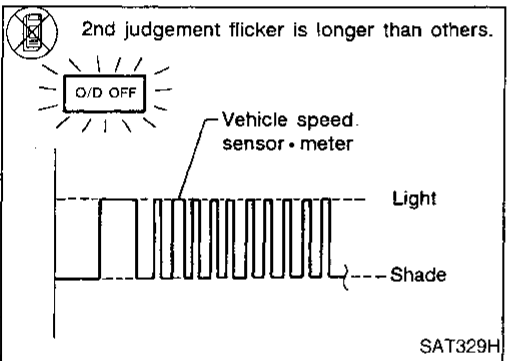 2nd judgement flicker is longer than others.
O/D OFF
Vehicle speed
sensor • meter
Light
Shade
SAT329H